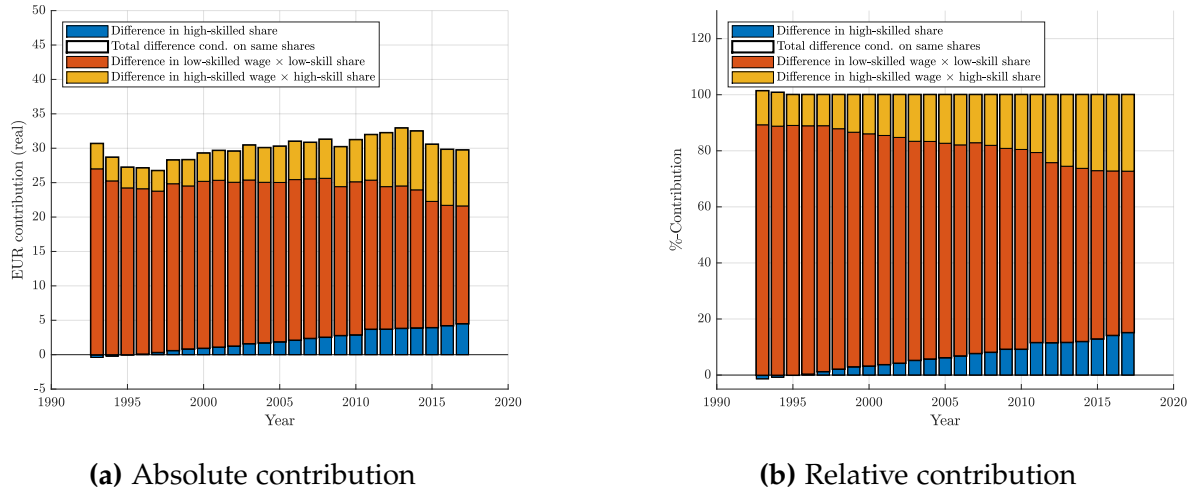 50
45
40
35
30
25
20
15
10
5
0
-5
EUR contribution (real)
Difference in high-skilled share
Total difference cond. on same shares
Difference in low-skilled wage × low-skill share
Difference in high-skilled wage × high-skill share
1990 1995 2000 2005 2010 2015 2020
Year
(a) Absolute contribution
120
100
80
60
40
20
0
%-Contribution
Difference in high-skilled share
Total difference cond. on same shares
Difference in low-skilled wage × low-skill share
Difference in high-skilled wage × high-skill share
1990 1995 2000 2005 2010 2015 2020
Year
(b) Relative contribution